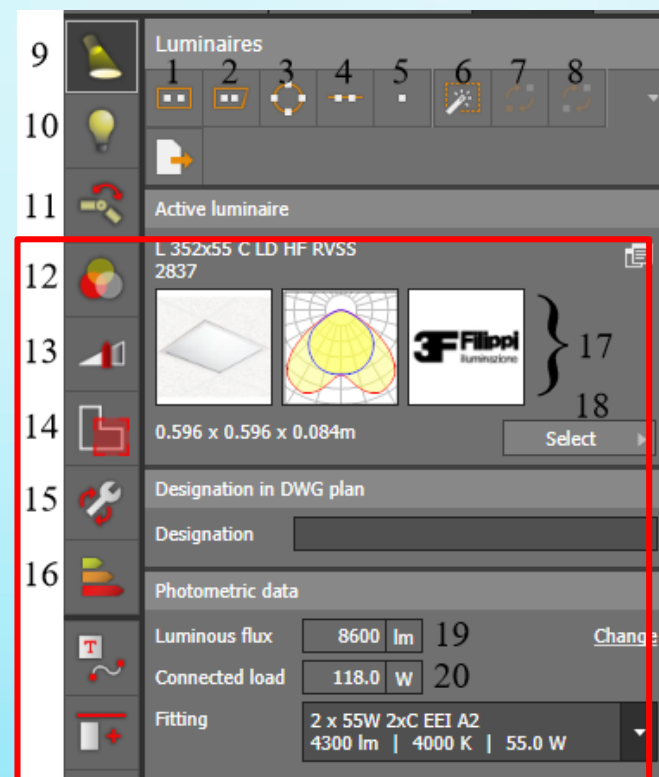 9
Luminaires
1 2 3 4 5 6 7 8
10
11
Active luminaire
L 352x55 C LD HF RVSS
12
2837
3F Filippi
illuminazione
13
17
18
14
0.596 x 0.596 x 0.084m
Select
15
Designation in DWG plan
Designation
16
Photometric data
T
Luminous flux 8600 lm 19 Change
Connected load 118.0 W 20
Fitting
2 x 55W 2xC EEI A2
4300 lm | 4000 K | 55.0 W